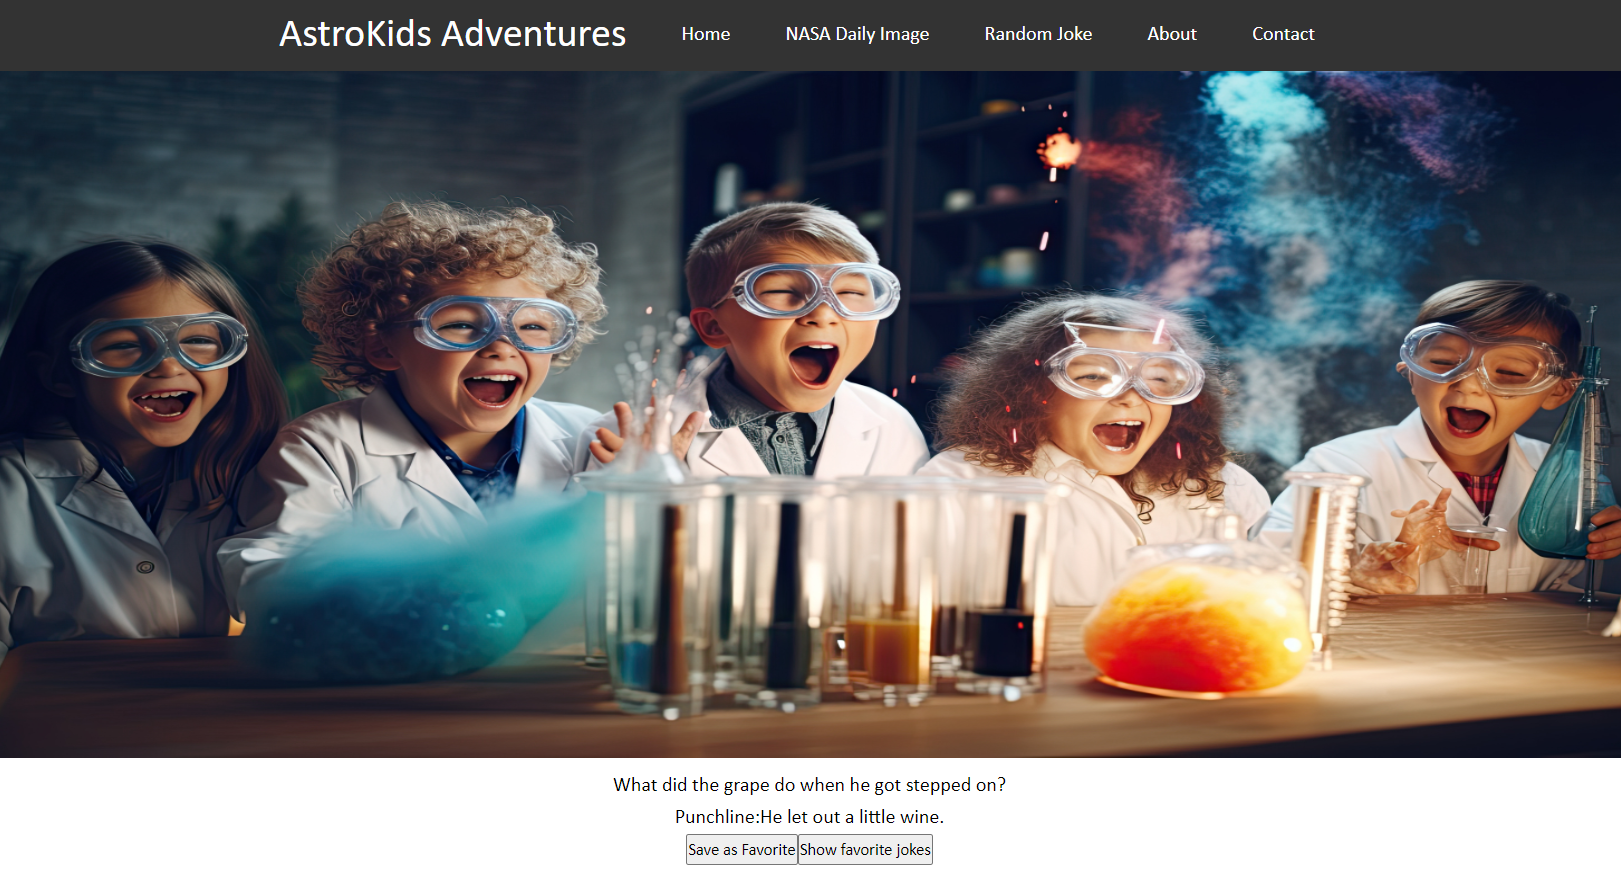 AstroKids Adventures Home NASA Daily Image Random Joke About Contact
What did the grape do when he got stepped on?
Punchline:He let out a little wine.
Save as Favorite Show favorite jokes